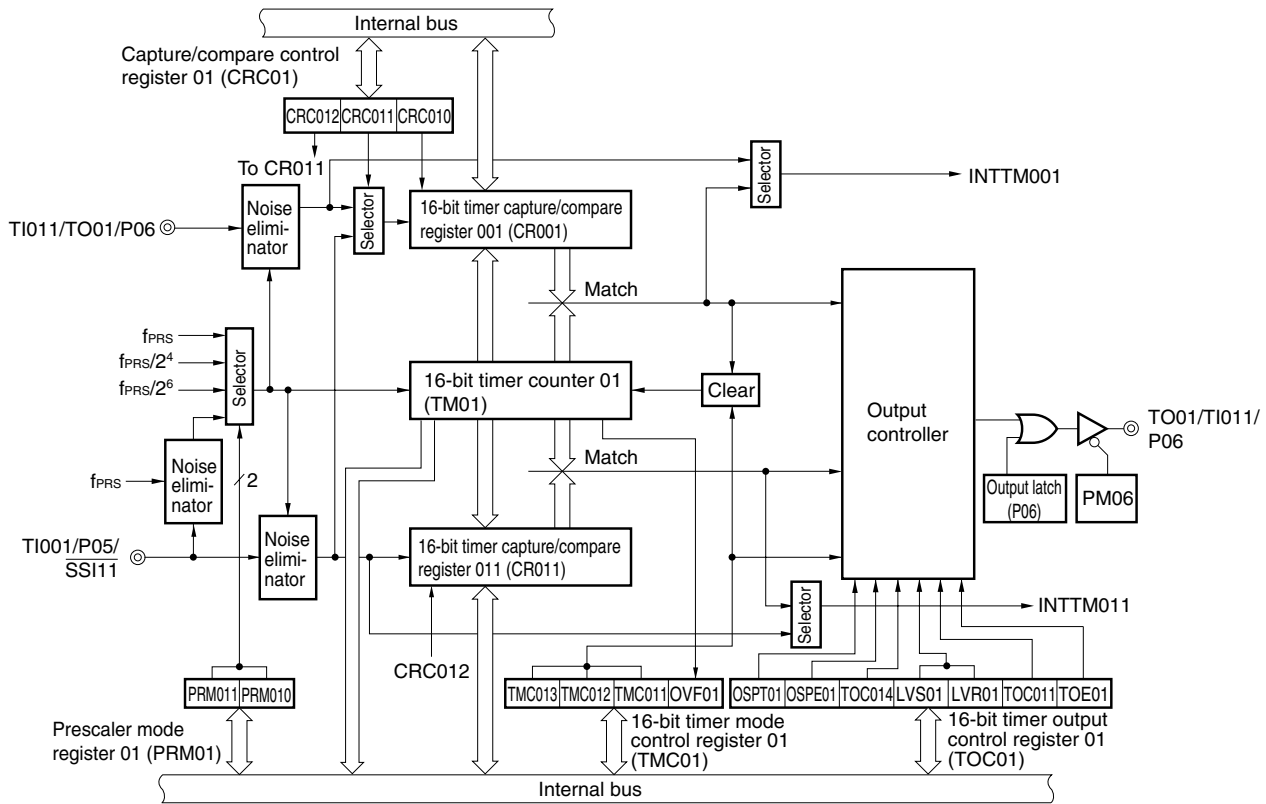 Internal bus
Capture/compare control
register 01 (CRC01)
CRC012 CRC011 CRC010
To CR011
Selector
INTTM001
TI011/TO01/P06
Noise
elimi-
nator
Selector
16-bit timer capture/compare
register 001 (CR001)
Match
fPRS
fPRS/2⁴
fPRS/2⁶
Selector
16-bit timer counter 01
(TM01)
Clear
Output
controller
TO01/TI011/
P06
fPRS
Noise
elimi-
nator
2
Match
Output latch
(P06)
PM06
TI001/P05/
SSI11
Noise
elimi-
nator
16-bit timer capture/compare
register 011 (CR011)
Selector
INTTM011
CRC012
PRM011 PRM010
TMC013 TMC012 TMC011 OVF01
OSPT01 OSPE01 TOC014 LVS01 LVR01 TOC011 TOE01
Prescaler mode
register 01 (PRM01)
16-bit timer mode
control register 01
(TMC01)
16-bit timer output
control register 01
(TOC01)
Internal bus